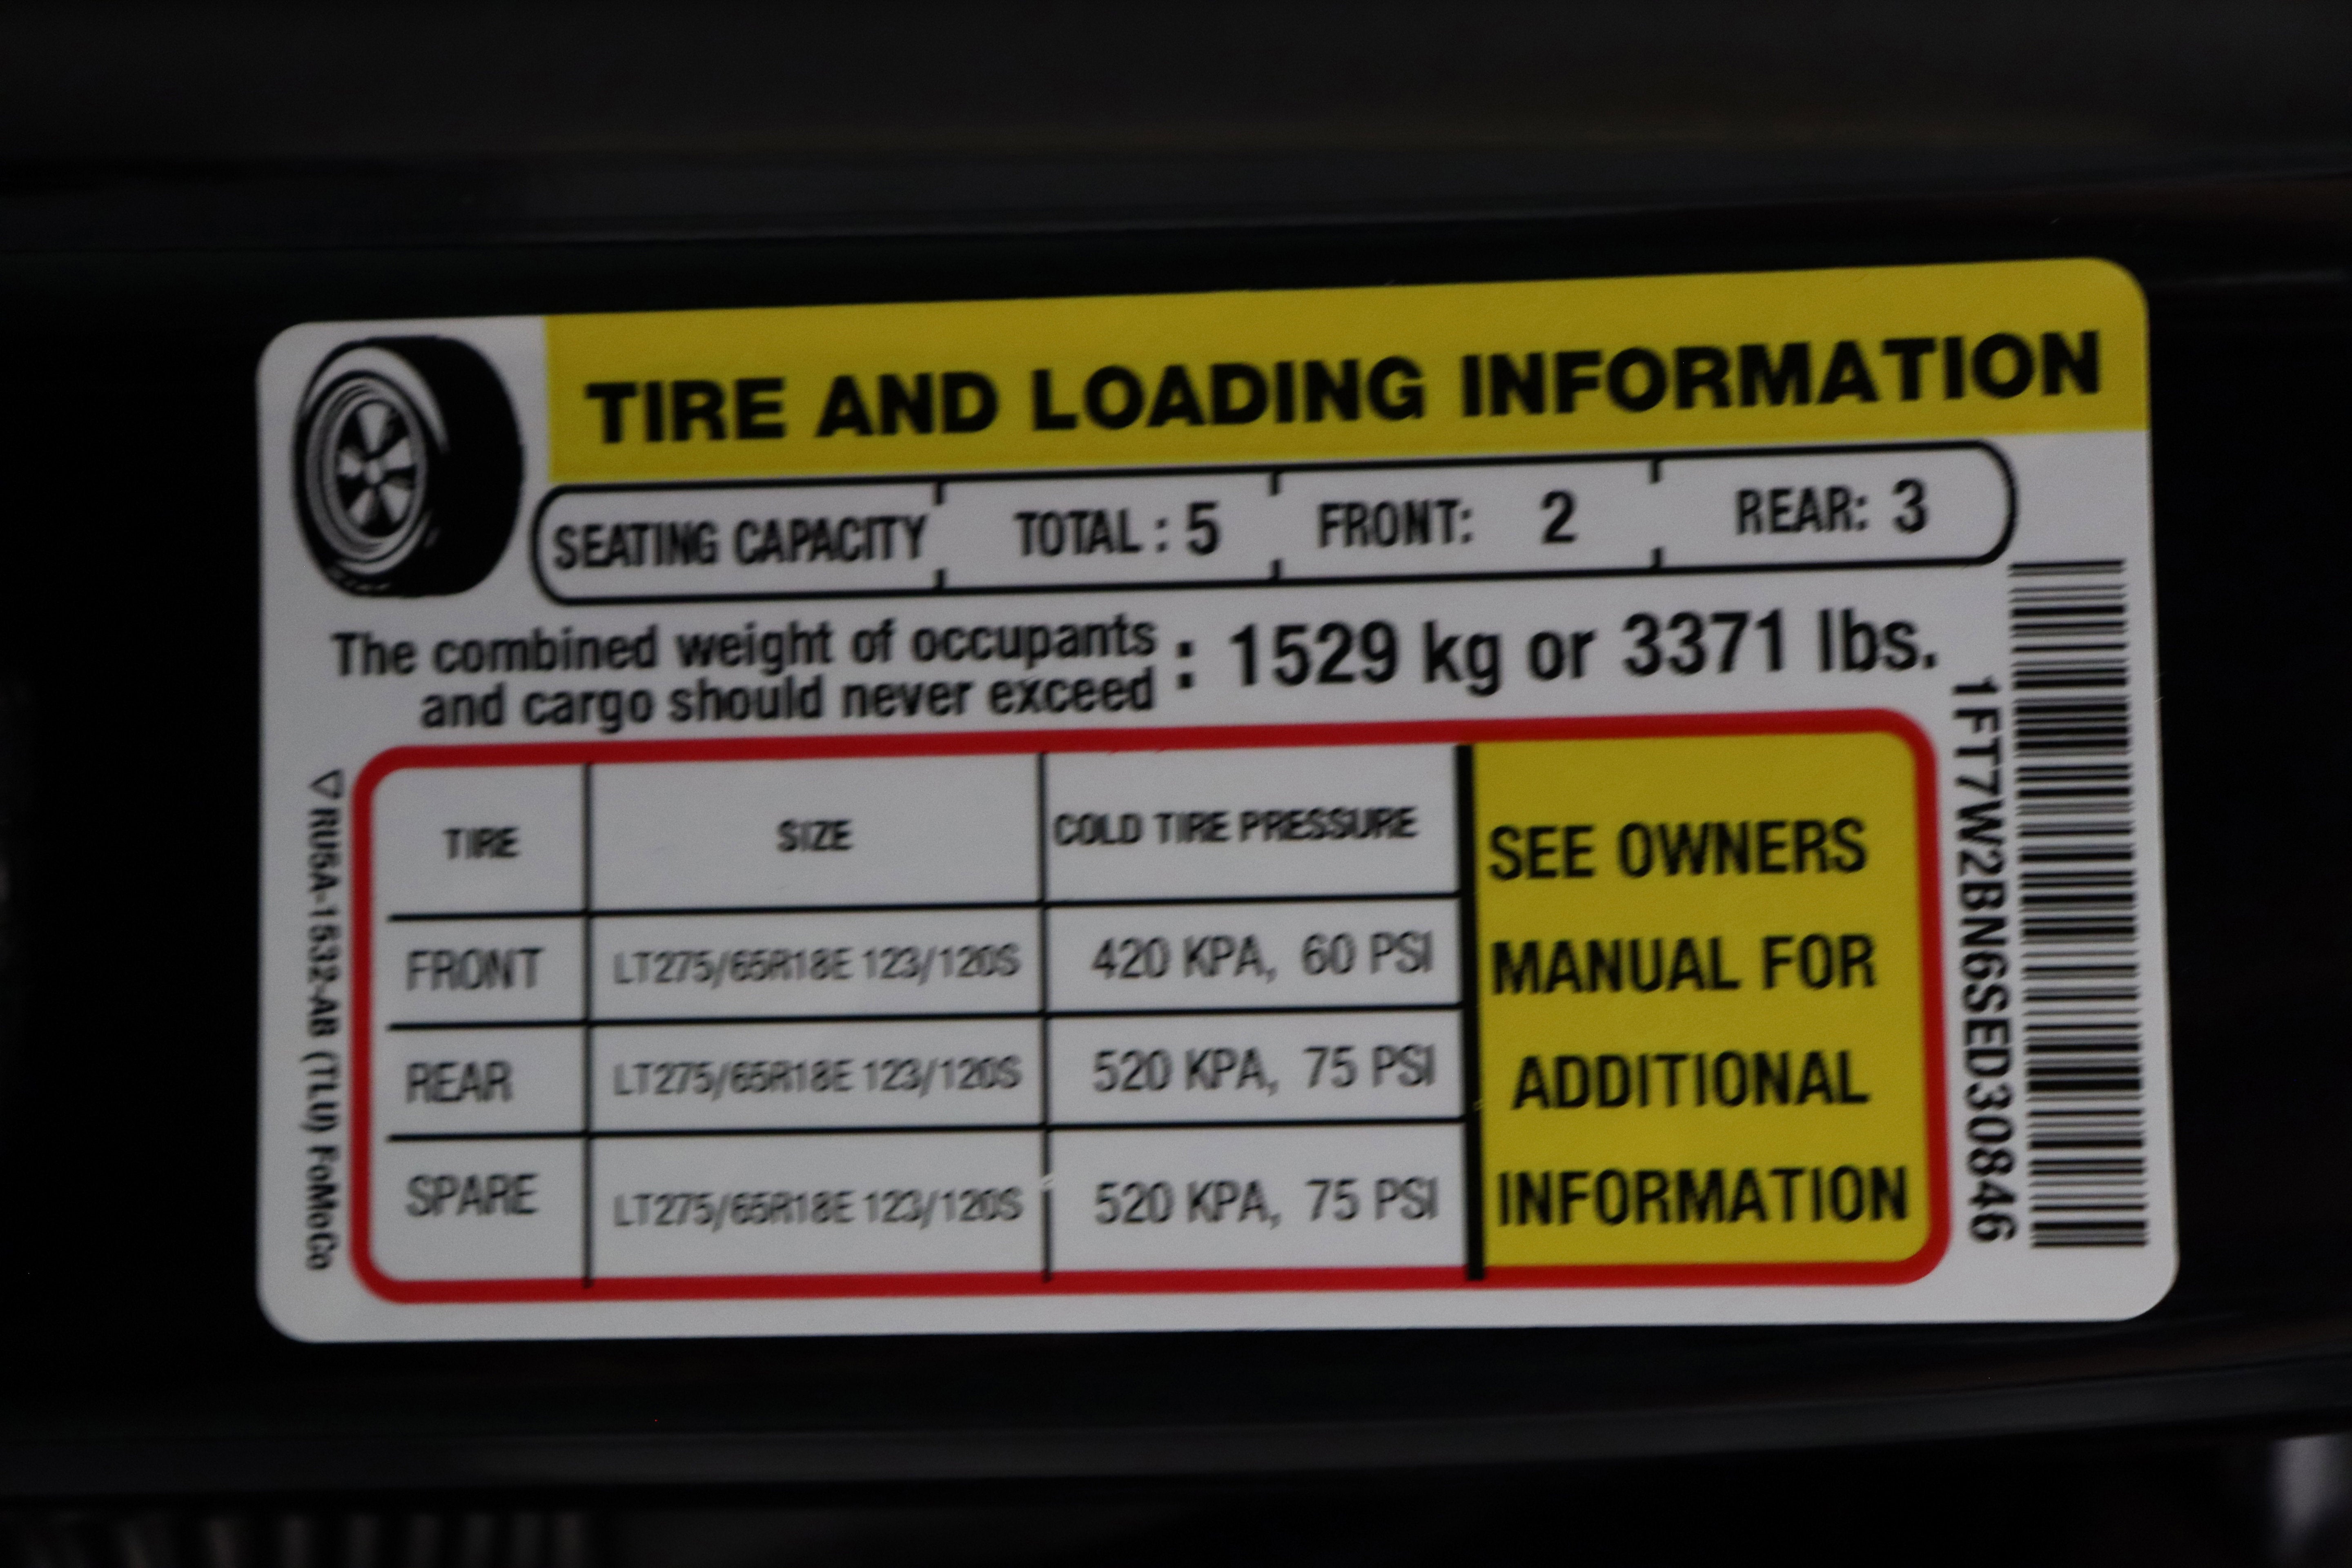 TIRE AND LOADING INFORMATION
SEATING CAPACITY TOTAL : 5 FRONT: 2 REAR: 3
The combined weight of occupants
and cargo should never exceed : 1529 kg or 3371 lbs.
TIRE SIZE COLD TIRE PRESSURE
FRONT LT275/65R18E 123/120S 420 KPA, 60 PSI
REAR LT275/65R18E 123/120S 520 KPA, 75 PSI
SPARE LT275/65R18E 123/120S 520 KPA, 75 PSI
SEE OWNERS
MANUAL FOR
ADDITIONAL
INFORMATION
1FT7W2BN6SED30846
RU5A-1532-AB (TLU) FoMoCo